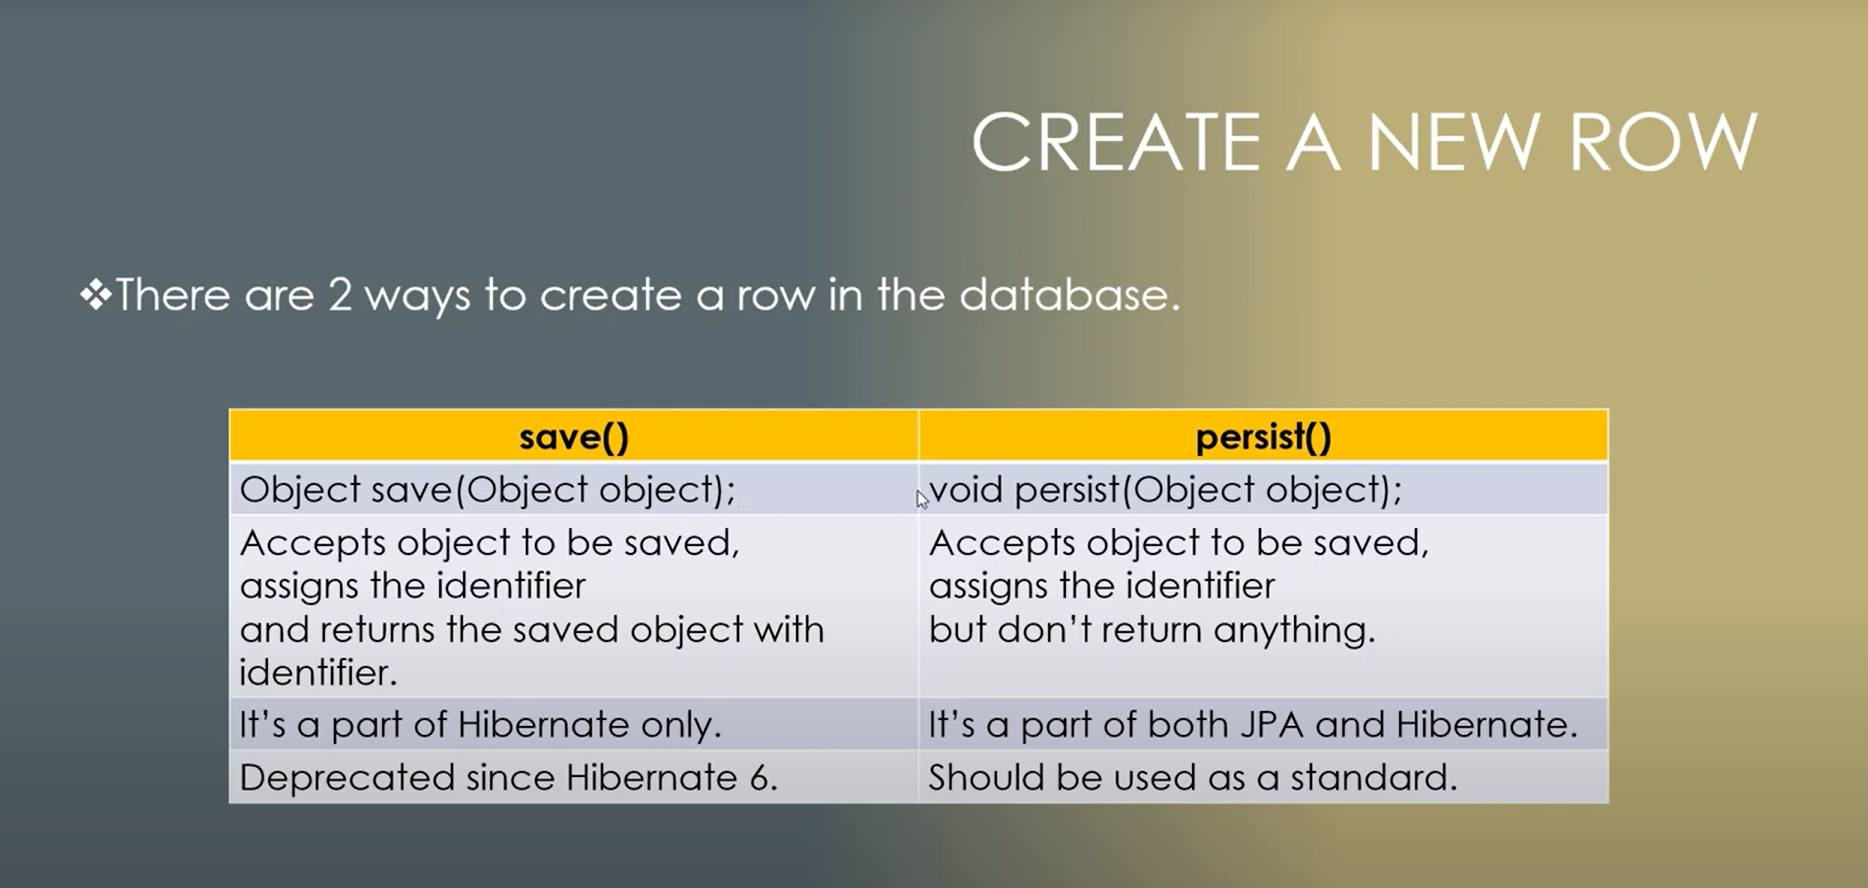 CREATE A NEW ROW
❖There are 2 ways to create a row in the database.
save()
persist()
Object save(Object object);
void persist(Object object);
Accepts object to be saved,
assigns the identifier
and returns the saved object with
identifier.
Accepts object to be saved,
assigns the identifier
but don't return anything.
It's a part of Hibernate only.
It's a part of both JPA and Hibernate.
Deprecated since Hibernate 6.
Should be used as a standard.